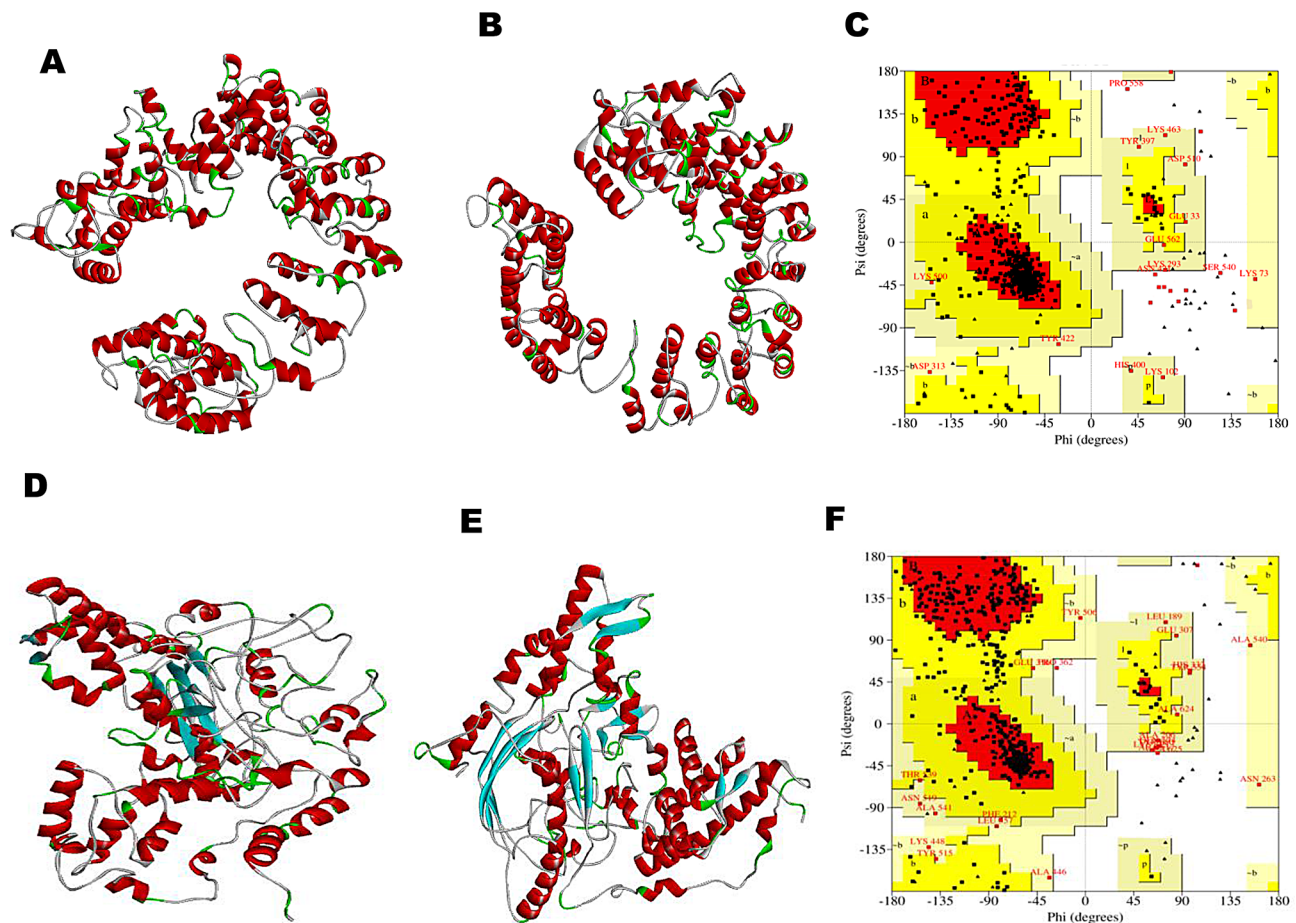 A
B
C
180
135
90
45
0
-45
-90
-135
-180
-135
-90
-45
0
45
90
135
180
Psi (degrees)
Phi (degrees)
B
b
~b
~b
b
PRO 558
LYS 463
TYR 397
ASP 510
l
a
GLU 33
GLU 562
~a
LYS 293
SER 540
LYS 73
LYS 500
TYR 422
ASP 313
HIS 400
LYS 102
~b
b
p
~b
D
E
F
180
135
90
45
0
-45
-90
-135
-180
-135
-90
-45
0
45
90
135
180
Psi (degrees)
Phi (degrees)
b
~b
~b
b
TYR 506
~l
LEU 189
GLU 307
ALA 540
PRO 362
l
a
ALA 624
~a
ASN 263
ASN 519
ALA 541
PHE 212
LYS 448
TYR 515
ALA 446
~b
b
~p
p
~b